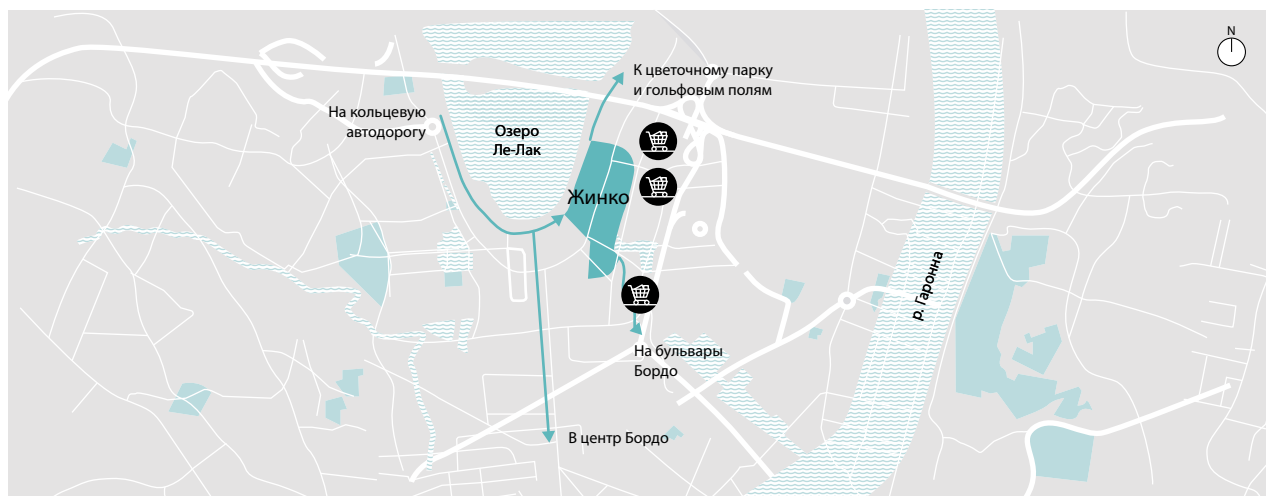 N
К цветочному парку
и гольфовым полям
На кольцевую
автодорогу
Озеро
Ле-Лак
Жинко
р. Гаронна
На бульвары
Бордо
В центр Бордо